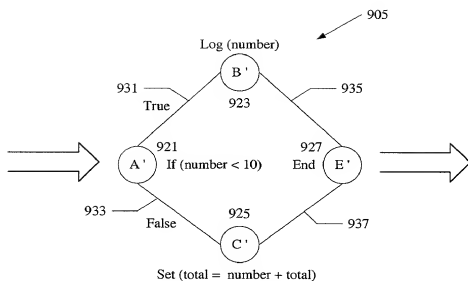 905
Log (number)
B'
931
935
True
923
921
927
A'
If (number < 10)
End
E'
933
925
937
False
C'
Set (total = number + total)